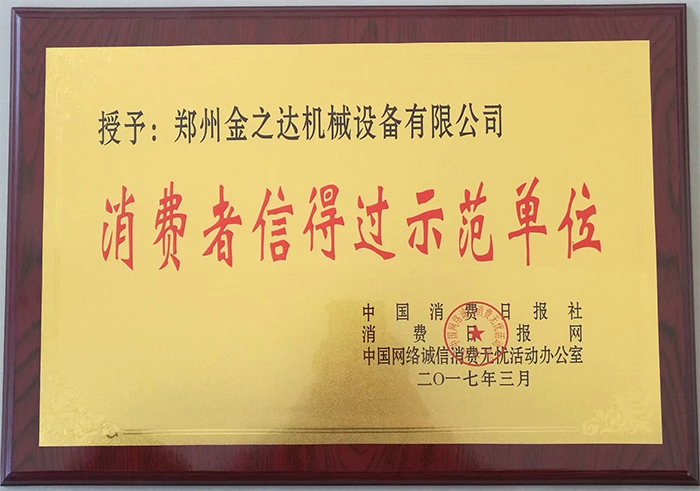 授予：郑州金之达机械设备有限公司
消费者信得过示范单位
中国消费日报社
消费日报网
中国网络诚信消费无忧活动办公室
二〇一七年三月